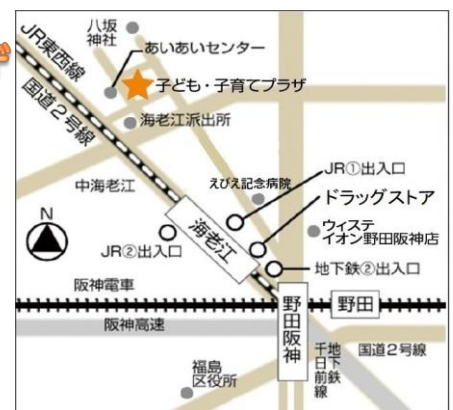 八坂
神社
あいあいセンター
JR東西線
国道2号線
子ども・子育てプラザ
海老江派出所
中海老江
えびえ記念病院
JR①出入口
ドラッグストア
N
海老江
JR②出入口
ウィステ
イオン野田阪神店
地下鉄②出入口
阪神電車
野田阪神
野田
阪神高速
千日前線
地下鉄
国道2号線
福島
区役所